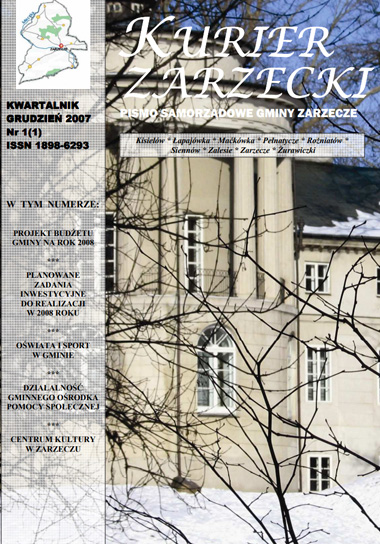 KURIER
ZARZECKI
PISMO SAMORZĄDOWE GMINY ZARZECZE
Kisielów * Łapajówka * Maćkówka * Pełnatycze * Rożniatów *
Siennów * Zalesie * Zarzecze * Żurawiczki
KWARTALNIK
GRUDZIEŃ 2007
Nr 1(1)
ISSN 1898-6293
W TYM NUMERZE:
PROJEKT BUDŻETU
GMINY NA ROK 2008
***
PLANOWANE
ZADANIA
INWESTYCYJNE
DO REALIZACJI
W 2008 ROKU
***
OŚWIATA I SPORT
W GMINIE
***
DZIAŁALNOŚĆ
GMINNEGO OŚRODKA
POMOCY SPOŁECZNEJ
***
CENTRUM KULTURY
W ZARZECZU